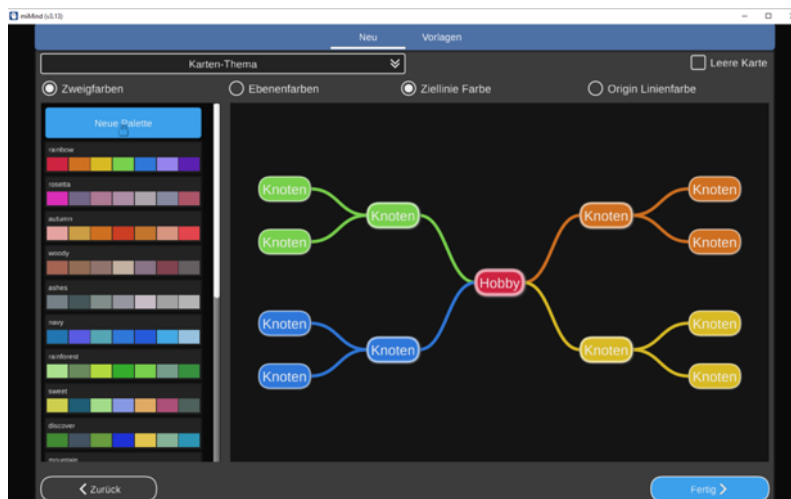 miMind (v3.13)
Neu Vorlagen
Karten-Thema
Leere Karte
Zweigfarben Ebenenfarben Ziellinie Farbe Origin Linienfarbe
Neue Palette
rainbow
rosetta
autumn
woody
ashes
navy
rainforest
sweet
discover
mountain
Knoten Knoten
Knoten Knoten
Knoten Knoten
Hobby
Knoten Knoten
Knoten Knoten
Knoten Knoten
Zurück Fertig